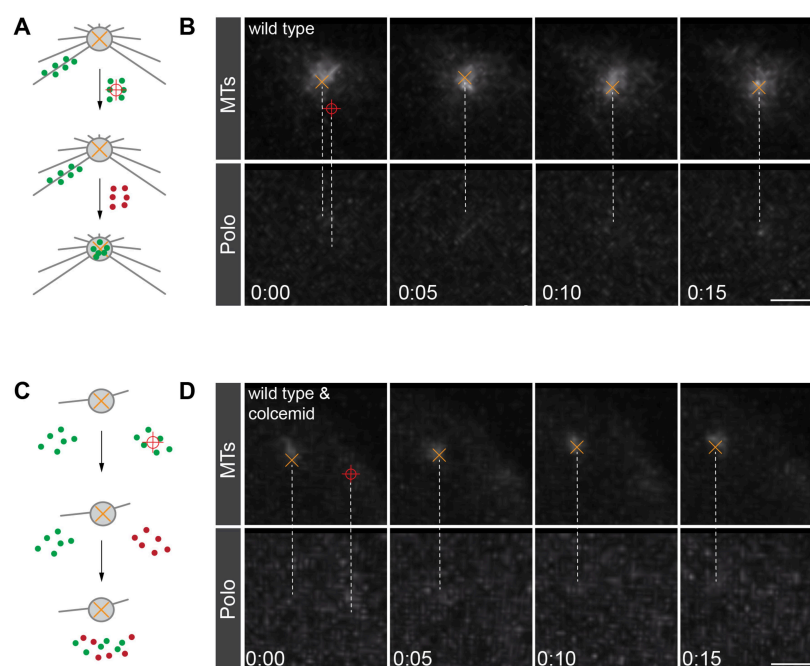 A
B
wild type
MTs
Polo
0:00
0:05
0:10
0:15
C
D
wild type &
colcemid
MTs
Polo
0:00
0:05
0:10
0:15